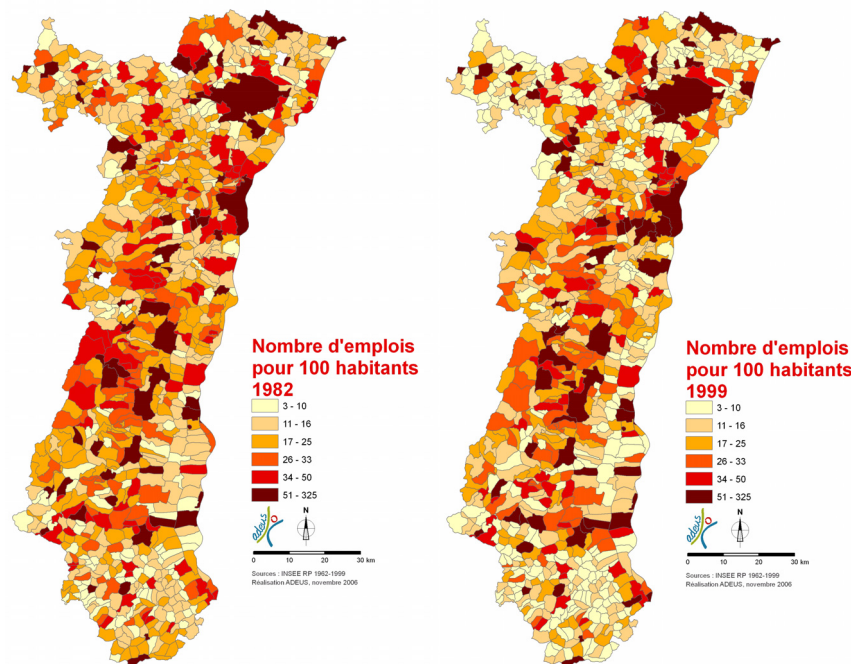 Nombre d'emplois
pour 100 habitants
1982
3 - 10
11 - 16
17 - 25
26 - 33
34 - 50
51 - 325
adeus
N
0 10 20 30 km
Sources : INSEE RP 1962-1999
Réalisation ADEUS, novembre 2006
Nombre d'emplois
pour 100 habitants
1999
3 - 10
11 - 16
17 - 25
26 - 33
34 - 50
51 - 325
adeus
N
0 10 20 30 km
Sources : INSEE RP 1962-1999
Réalisation ADEUS, novembre 2006